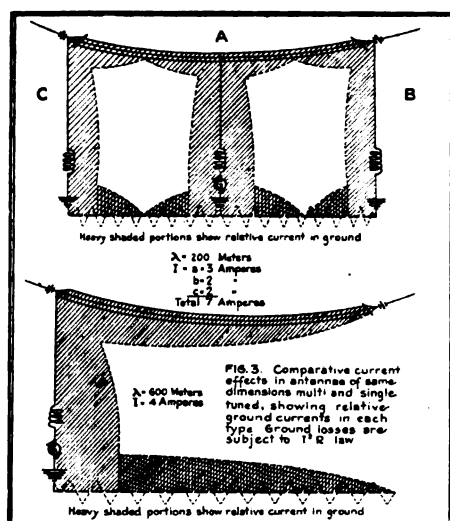 A
C
B
Heavy shaded portions show relative current in ground
λ= 200 Meters
I = a=3 Amperes
b=2 "
c=2 "
Total 7 Amperes
λ=600 Meters
I = 4 Amperes
FIG.3. Comparative current
effects in antennae of same
dimensions multi and single
tuned, showing relative
ground currents in each
type Ground losses are
subject to I²R law
Heavy shaded portions show relative current in ground